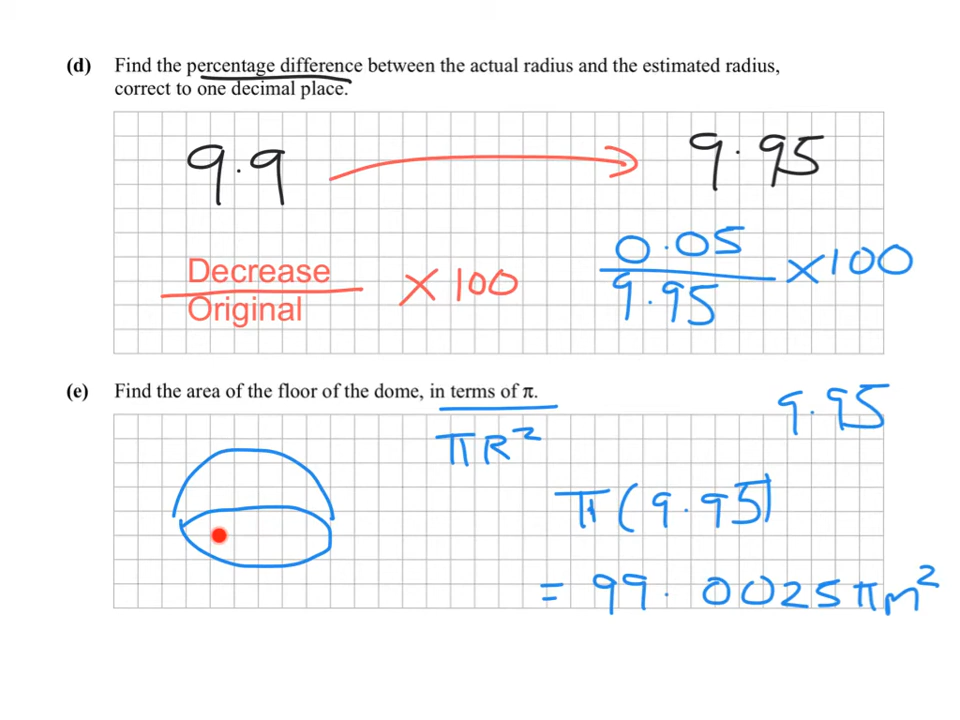 (d) Find the percentage difference between the actual radius and the estimated radius,
correct to one decimal place.
9.9 → 9.95
Decrease
Original
× 100
0.05
9.95
× 100
(e) Find the area of the floor of the dome, in terms of π.
9.95
πR²
π(9.95)
= 99.0025πm²